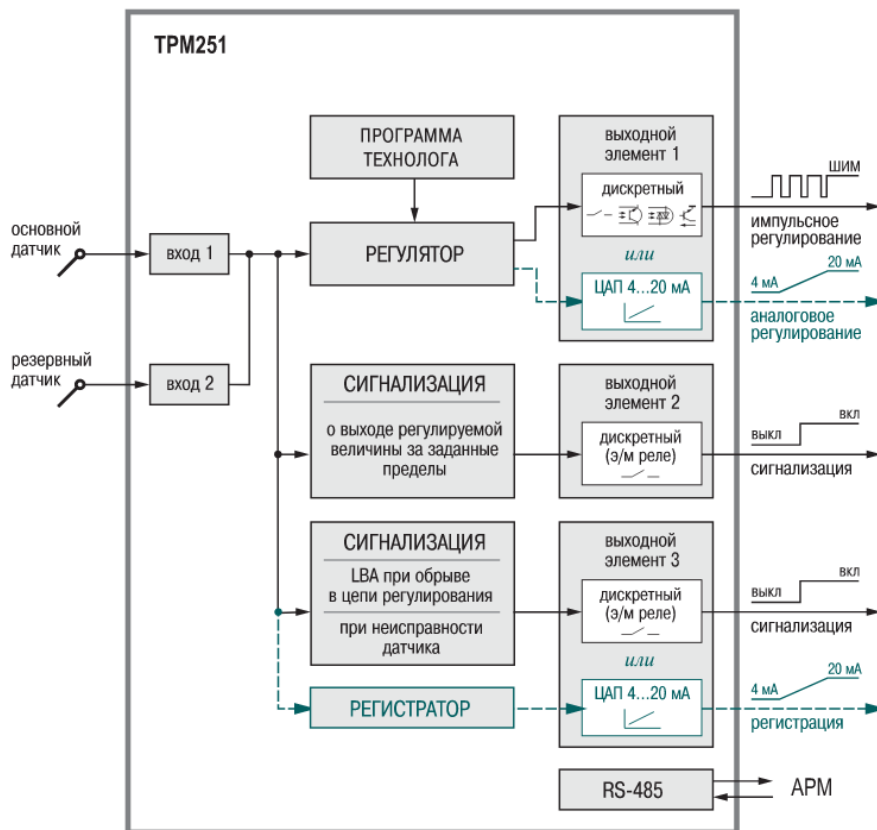 ТРМ251
ПРОГРАММА
ТЕХНОЛОГА
выходной
элемент 1
дискретный
ШИМ
импульсное
регулирование
основной
датчик
вход 1
РЕГУЛЯТОР
или
ЦАП 4...20 мА
4 мА
20 мА
аналоговое
регулирование
резервный
датчик
вход 2
СИГНАЛИЗАЦИЯ
о выходе регулируемой
величины за заданные
пределы
выходной
элемент 2
дискретный
(э/м реле)
выкл
вкл
сигнализация
СИГНАЛИЗАЦИЯ
LBA при обрыве
в цепи регулирования
при неисправности
датчика
выходной
элемент 3
дискретный
(э/м реле)
выкл
вкл
сигнализация
или
РЕГИСТРАТОР
ЦАП 4...20 мА
4 мА
20 мА
регистрация
RS-485
АРМ